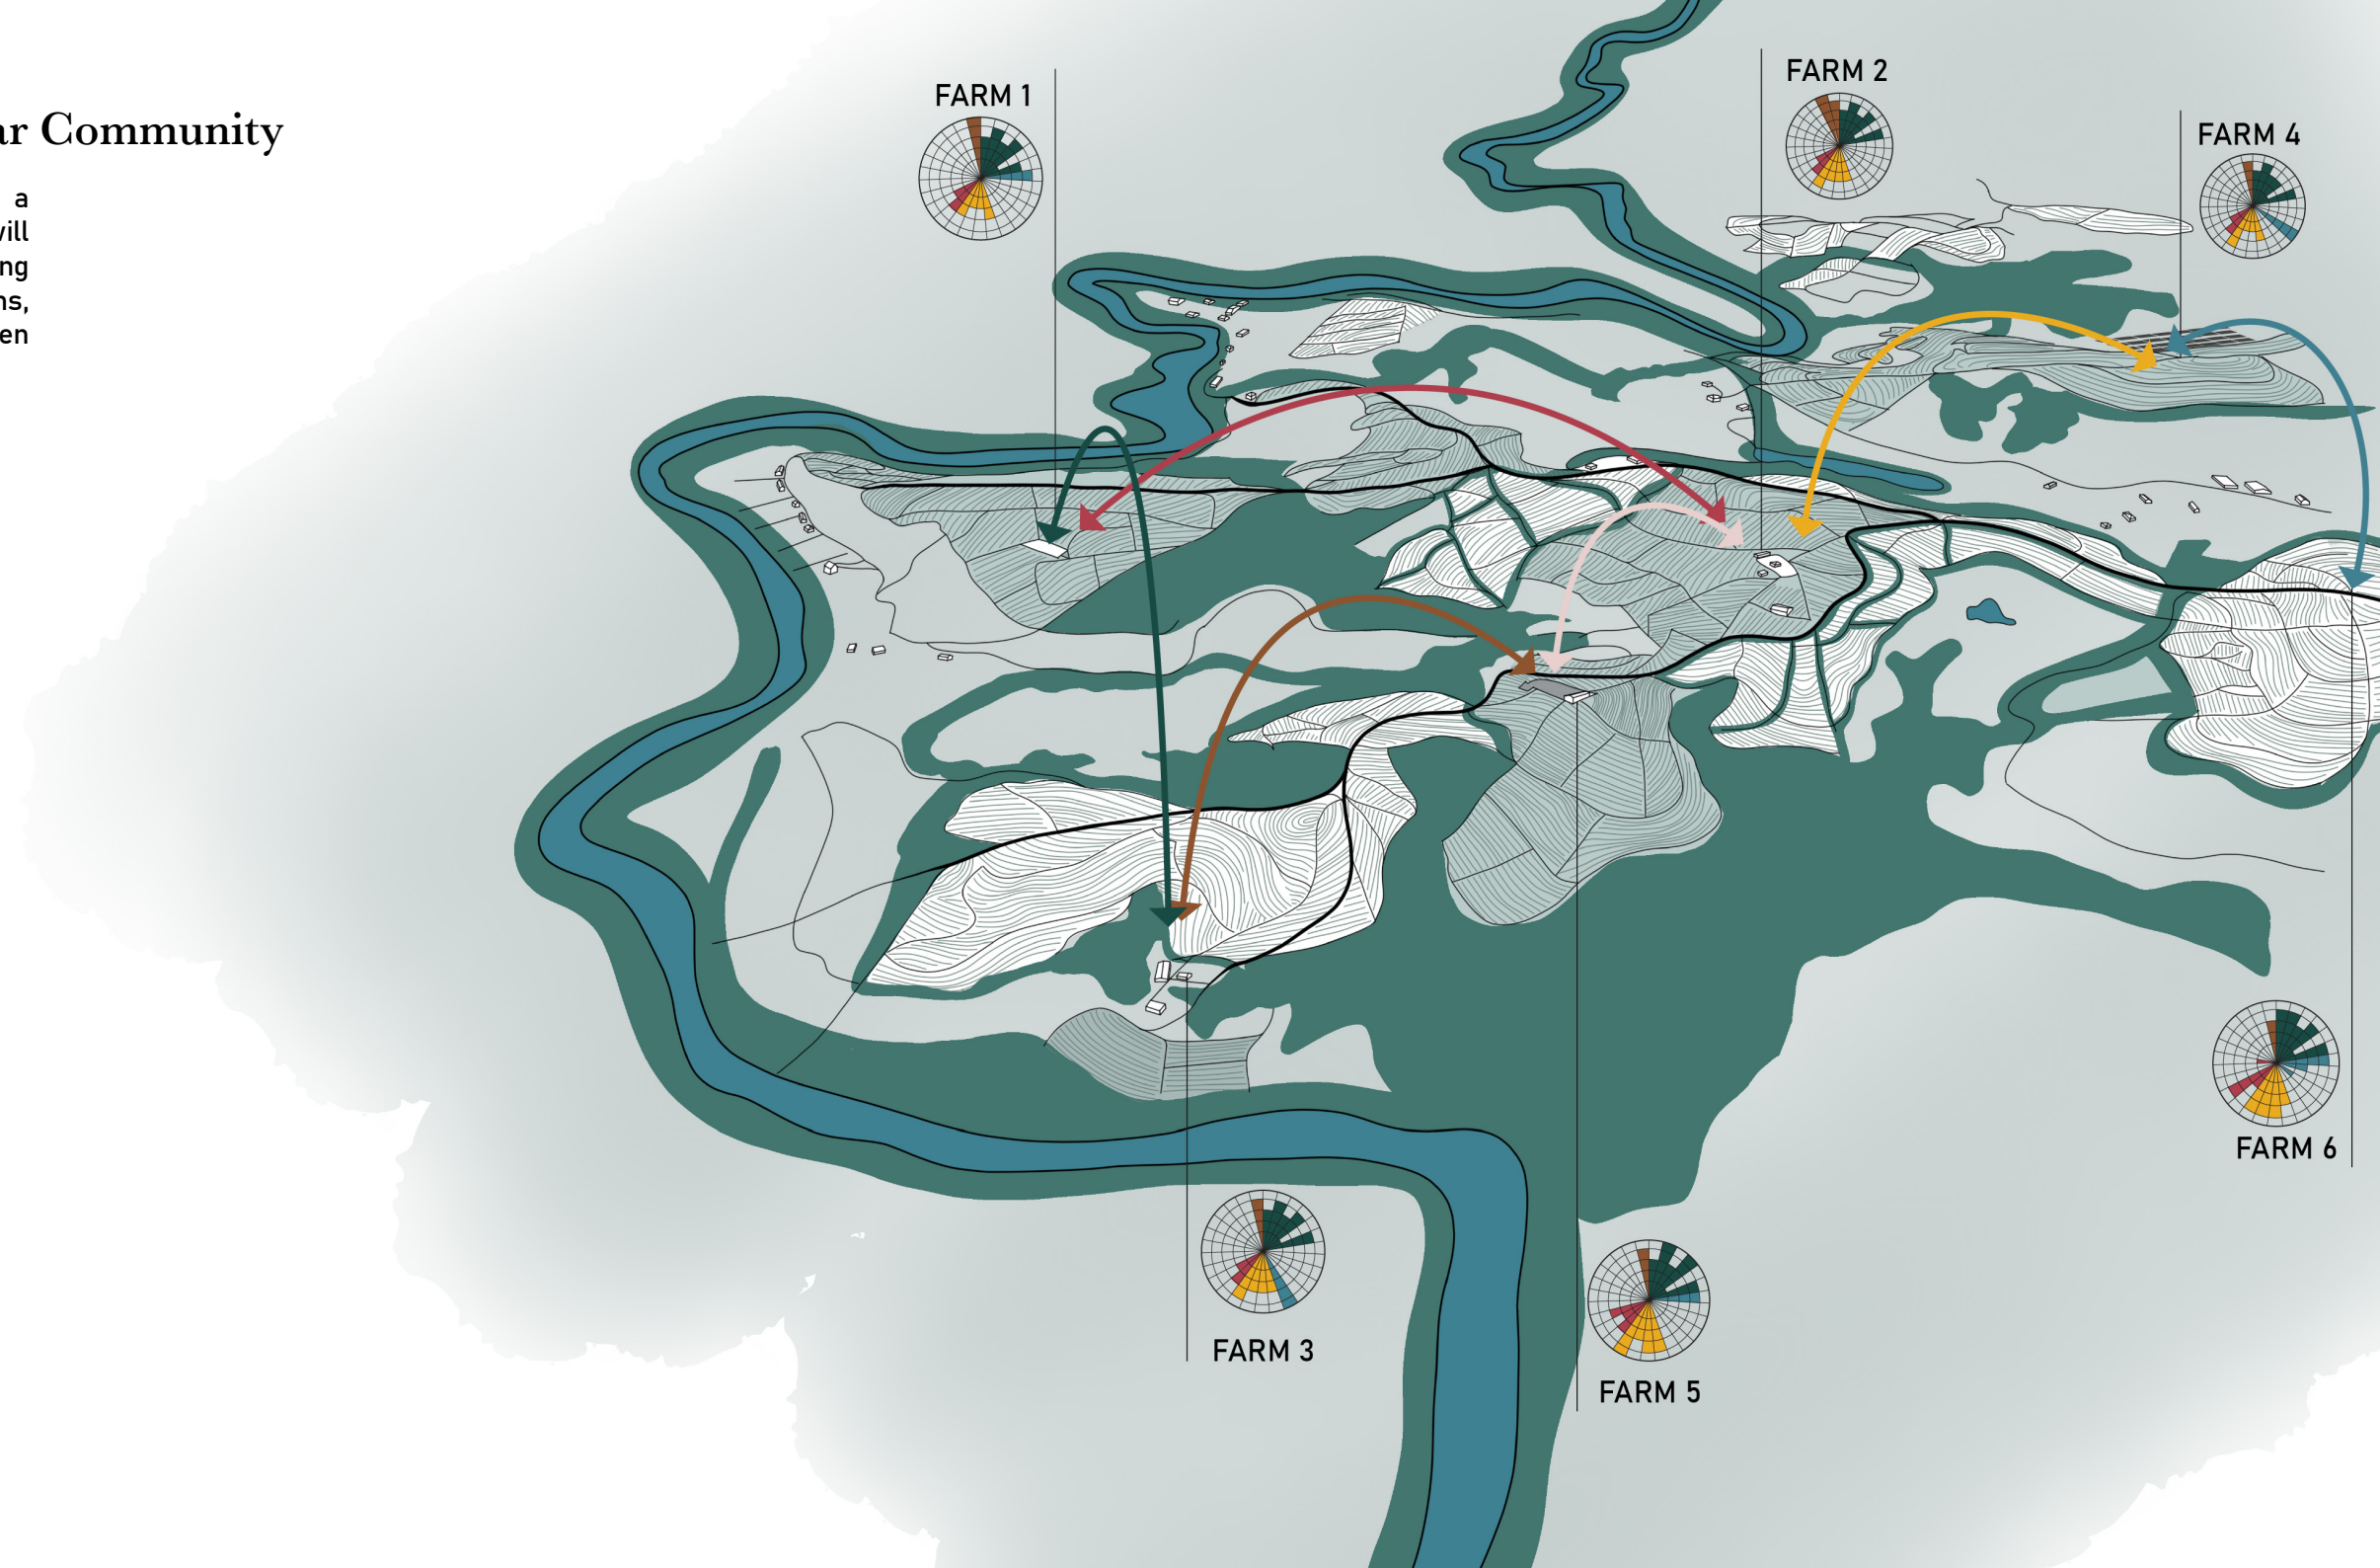 ar Community
a
vill
ng
ns,
en
FARM 1
FARM 2
FARM 4
FARM 6
FARM 3
FARM 5